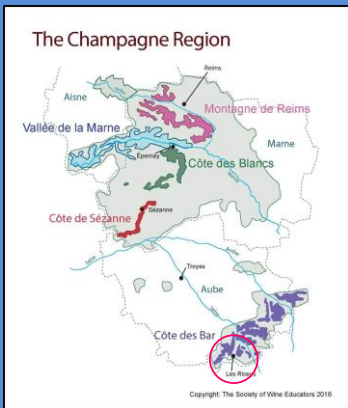 The Champagne Region
Reims
Aisne
Montagne de Reims
Vallée de la Marne
Marne
Épernay
Côte des Blancs
Sézanne
Côte de Sézanne
Troyes
Aube
Côte des Bar
Les Riceys
Copyright: The Society of Wine Educators 2016